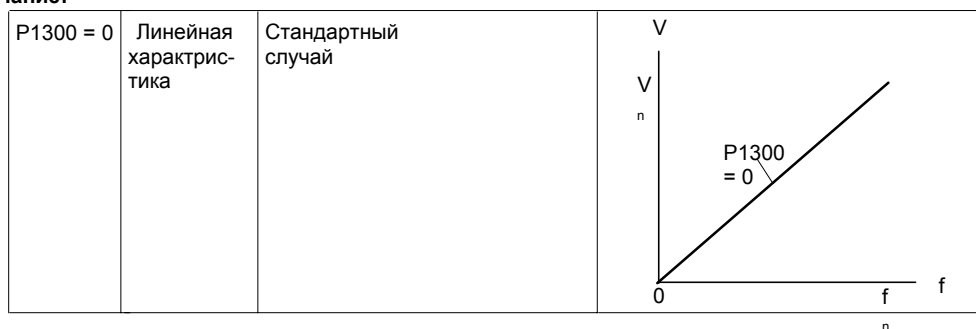 P1300 = 0
Линейная
характрис-
тика
Стандартный
случай
V
V
n
P1300
= 0
0
f
f
n